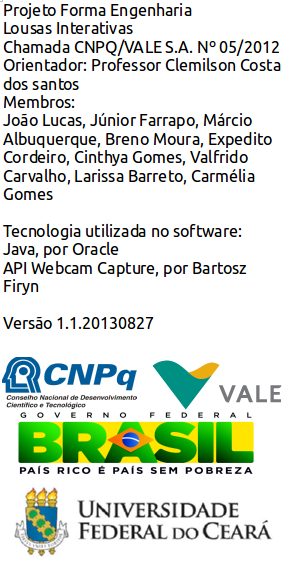 Projeto Forma Engenharia
Lousas Interativas
Chamada CNPQ/VALE S.A. Nº 05/2012
Orientador: Professor Clemilson Costa
dos santos
Membros:
João Lucas, Júnior Farrapo, Márcio
Albuquerque, Breno Moura, Expedito
Cordeiro, Cinthya Gomes, Valfrido
Carvalho, Larissa Barreto, Carmélia
Gomes
Tecnologia utilizada no software:
Java, por Oracle
API Webcam Capture, por Bartosz
Firyn
Versão 1.1.20130827
CNPq
Conselho Nacional de Desenvolvimento
Científico e Tecnológico
VALE
GOVERNO FEDERAL
BRASIL
PAÍS RICO É PAÍS SEM POBREZA
UNIVERSIDADE
FEDERAL DO CEARÁ